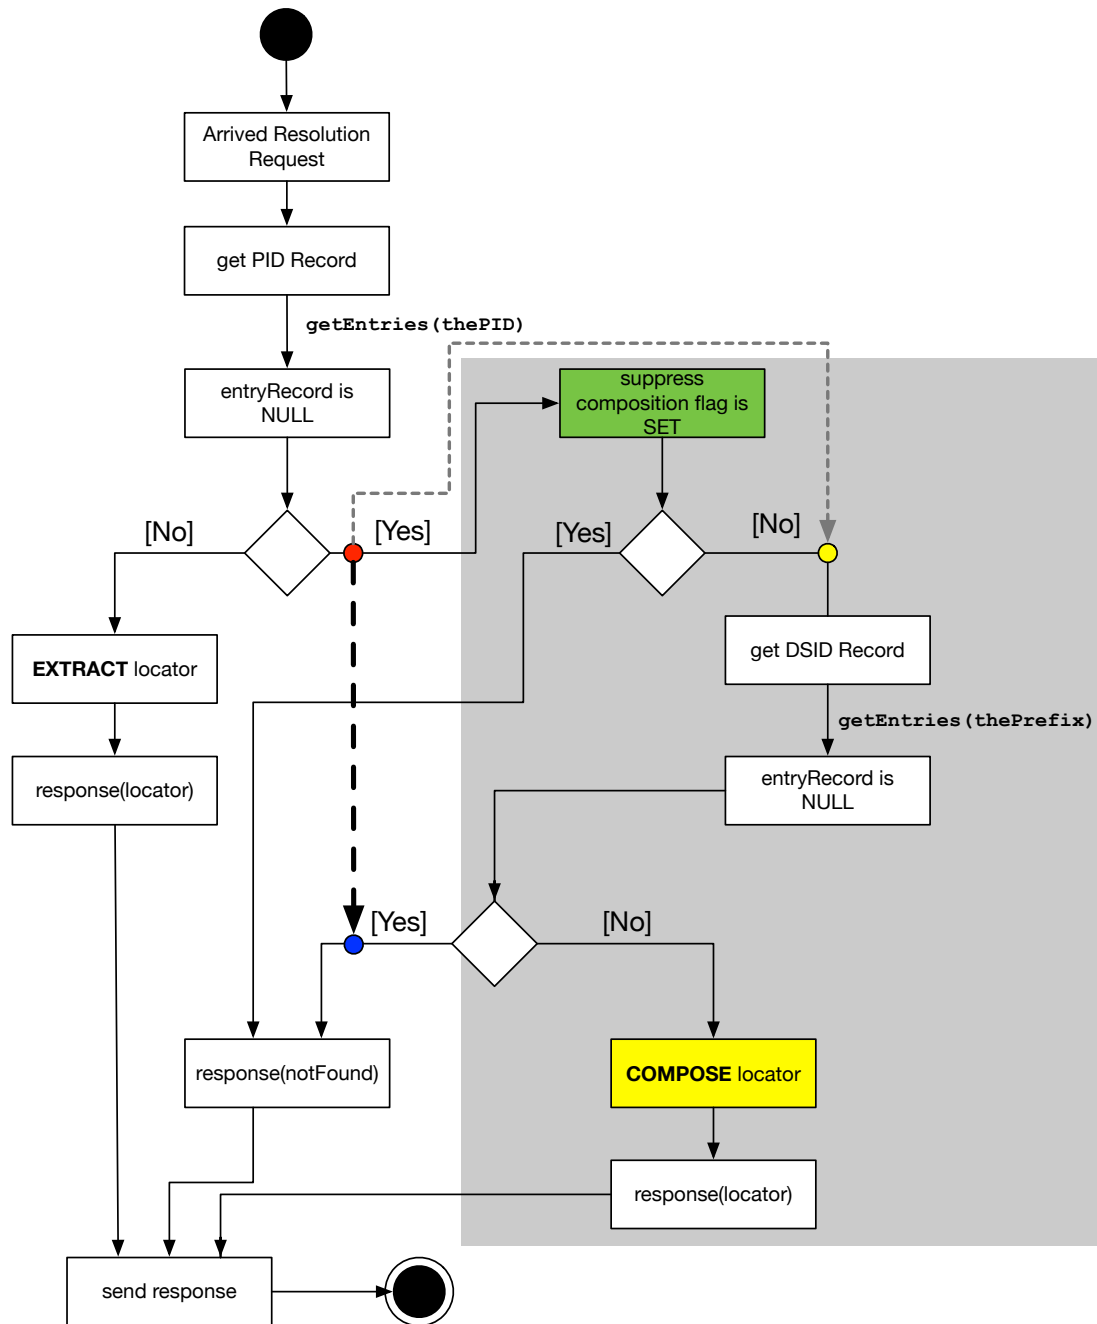 Arrived Resolution
Request
get PID Record
getEntries(thePID)
entryRecord is
NULL
suppress
composition flag is
SET
[No]
[Yes]
[Yes]
[No]
EXTRACT locator
get DSID Record
getEntries(thePrefix)
response(locator)
entryRecord is
NULL
[Yes]
[No]
response(notFound)
COMPOSE locator
response(locator)
send response